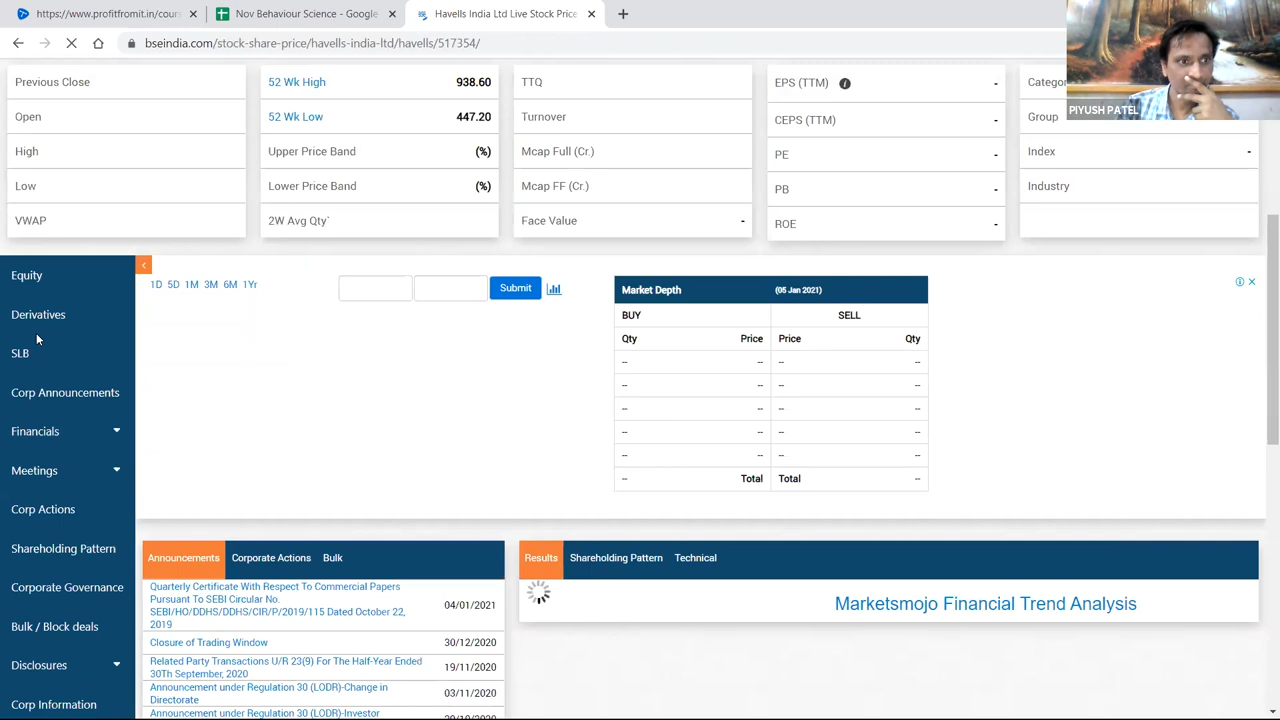 https://www.profitfromit.in/cour
Nov Behaviour Science - Google
Havells India Ltd Live Stock Price
bseindia.com/stock-share-price/havells-india-ltd/havells/517354/
PIYUSH PATEL
Previous Close
52 Wk High 938.60
TTQ
EPS (TTM) -
Categor
Open
52 Wk Low 447.20
Turnover
CEPS (TTM) -
Group
High
Upper Price Band (%)
Mcap Full (Cr.)
PE -
Index -
Low
Lower Price Band (%)
Mcap FF (Cr.)
PB -
Industry
VWAP
2W Avg Qty`
Face Value -
ROE -
Equity
Derivatives
SLB
Corp Announcements
Financials
Meetings
Corp Actions
Shareholding Pattern
Corporate Governance
Bulk / Block deals
Disclosures
Corp Information
1D 5D 1M 3M 6M 1Yr
Submit
Market Depth (05 Jan 2021)
BUY SELL
Qty Price Price Qty
-- -- -- --
-- -- -- --
-- -- -- --
-- -- -- --
-- -- -- --
-- Total Total --
Announcements Corporate Actions Bulk
Quarterly Certificate With Respect To Commercial Papers
Pursuant To SEBI Circular No.
SEBI/HO/DDHS/DDHS/CIR/P/2019/115 Dated October 22,
2019
04/01/2021
Closure of Trading Window 30/12/2020
Related Party Transactions U/R 23(9) For The Half-Year Ended
30Th September, 2020
19/11/2020
Announcement under Regulation 30 (LODR)-Change in
Directorate
03/11/2020
Announcement under Regulation 30 (LODR)-Investor
Results Shareholding Pattern Technical
Marketsmojo Financial Trend Analysis